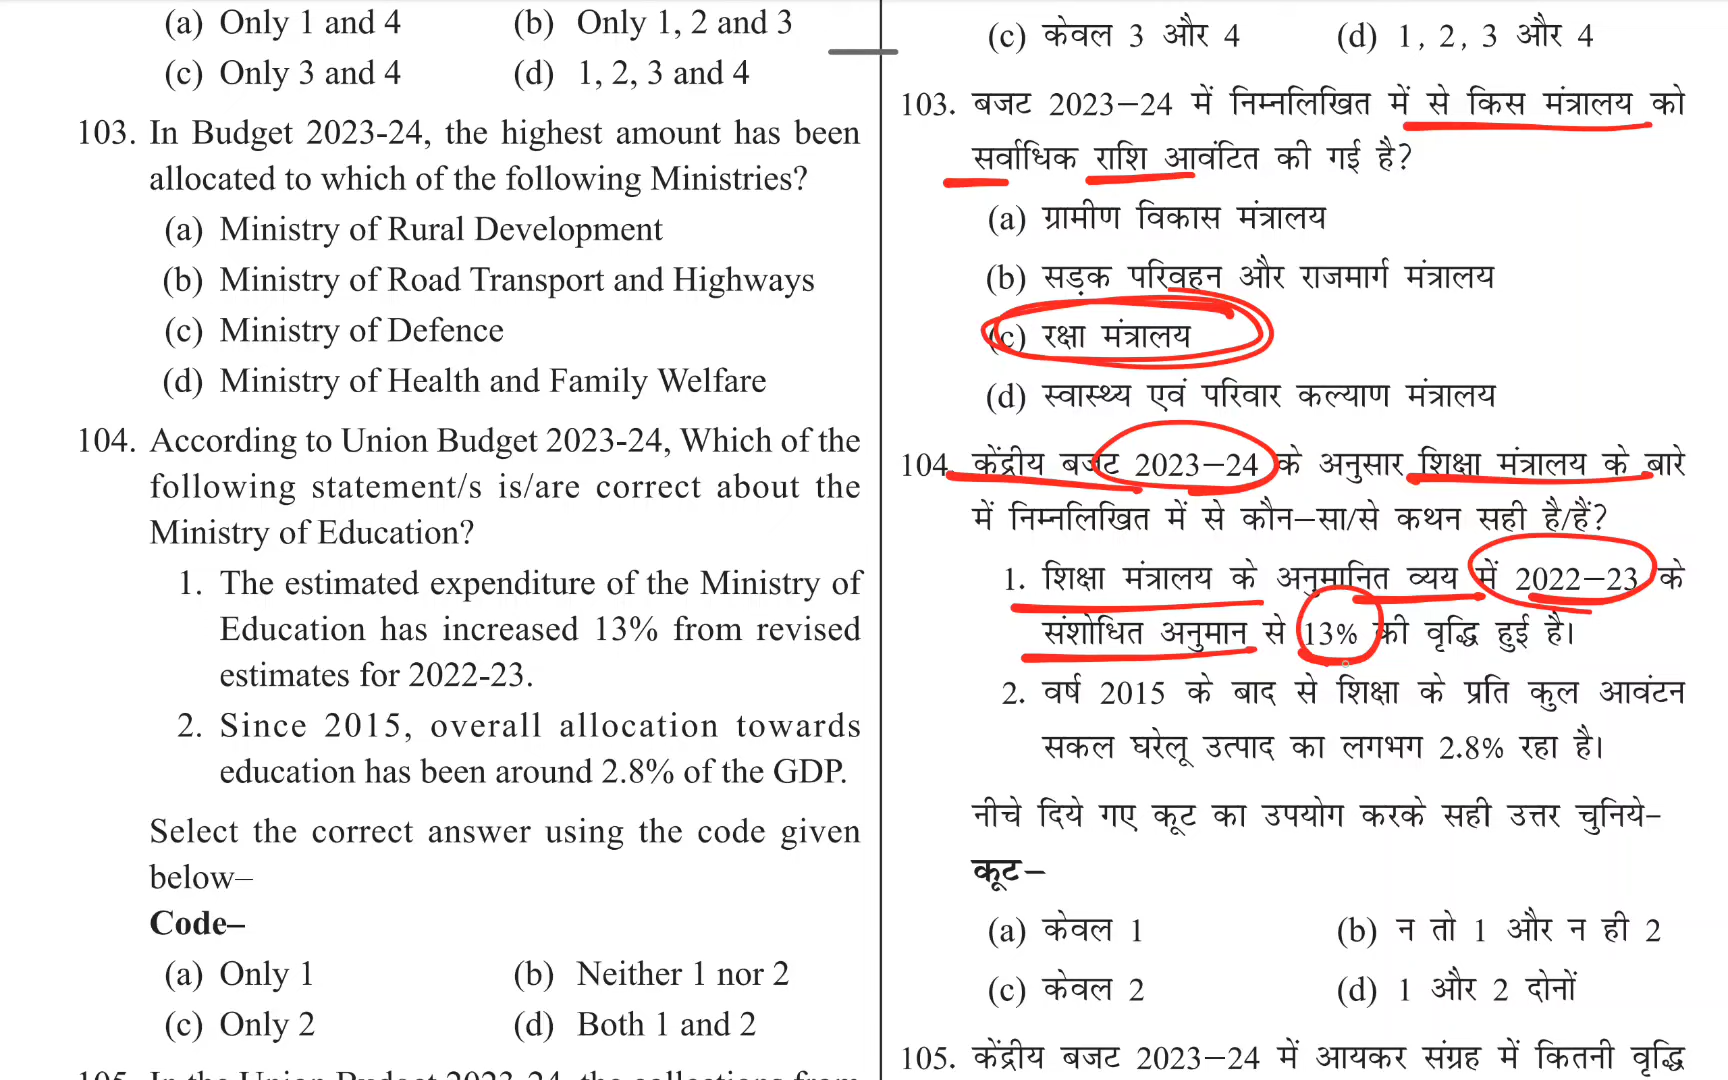 (a) Only 1 and 4 (b) Only 1, 2 and 3
(c) Only 3 and 4 (d) 1, 2, 3 and 4
103. In Budget 2023-24, the highest amount has been
allocated to which of the following Ministries?
(a) Ministry of Rural Development
(b) Ministry of Road Transport and Highways
(c) Ministry of Defence
(d) Ministry of Health and Family Welfare
104. According to Union Budget 2023-24, Which of the
following statement/s is/are correct about the
Ministry of Education?
1. The estimated expenditure of the Ministry of
Education has increased 13% from revised
estimates for 2022-23.
2. Since 2015, overall allocation towards
education has been around 2.8% of the GDP.
Select the correct answer using the code given
below–
Code–
(a) Only 1 (b) Neither 1 nor 2
(c) Only 2 (d) Both 1 and 2
105. In the Union Budget 2023-24, the collections from
(c) केवल 3 और 4 (d) 1, 2, 3 और 4
103. बजट 2023–24 में निम्नलिखित में से किस मंत्रालय को
सर्वाधिक राशि आवंटित की गई है?
(a) ग्रामीण विकास मंत्रालय
(b) सड़क परिवहन और राजमार्ग मंत्रालय
(c) रक्षा मंत्रालय
(d) स्वास्थ्य एवं परिवार कल्याण मंत्रालय
104. केंद्रीय बजट 2023–24 के अनुसार शिक्षा मंत्रालय के बारे
में निम्नलिखित में से कौन–सा/से कथन सही है/हैं?
1. शिक्षा मंत्रालय के अनुमानित व्यय में 2022–23 के
संशोधित अनुमान से 13% की वृद्धि हुई है।
2. वर्ष 2015 के बाद से शिक्षा के प्रति कुल आवंटन
सकल घरेलू उत्पाद का लगभग 2.8% रहा है।
नीचे दिये गए कूट का उपयोग करके सही उत्तर चुनिये–
कूट–
(a) केवल 1 (b) न तो 1 और न ही 2
(c) केवल 2 (d) 1 और 2 दोनों
105. केंद्रीय बजट 2023–24 में आयकर संग्रह में कितनी वृद्धि